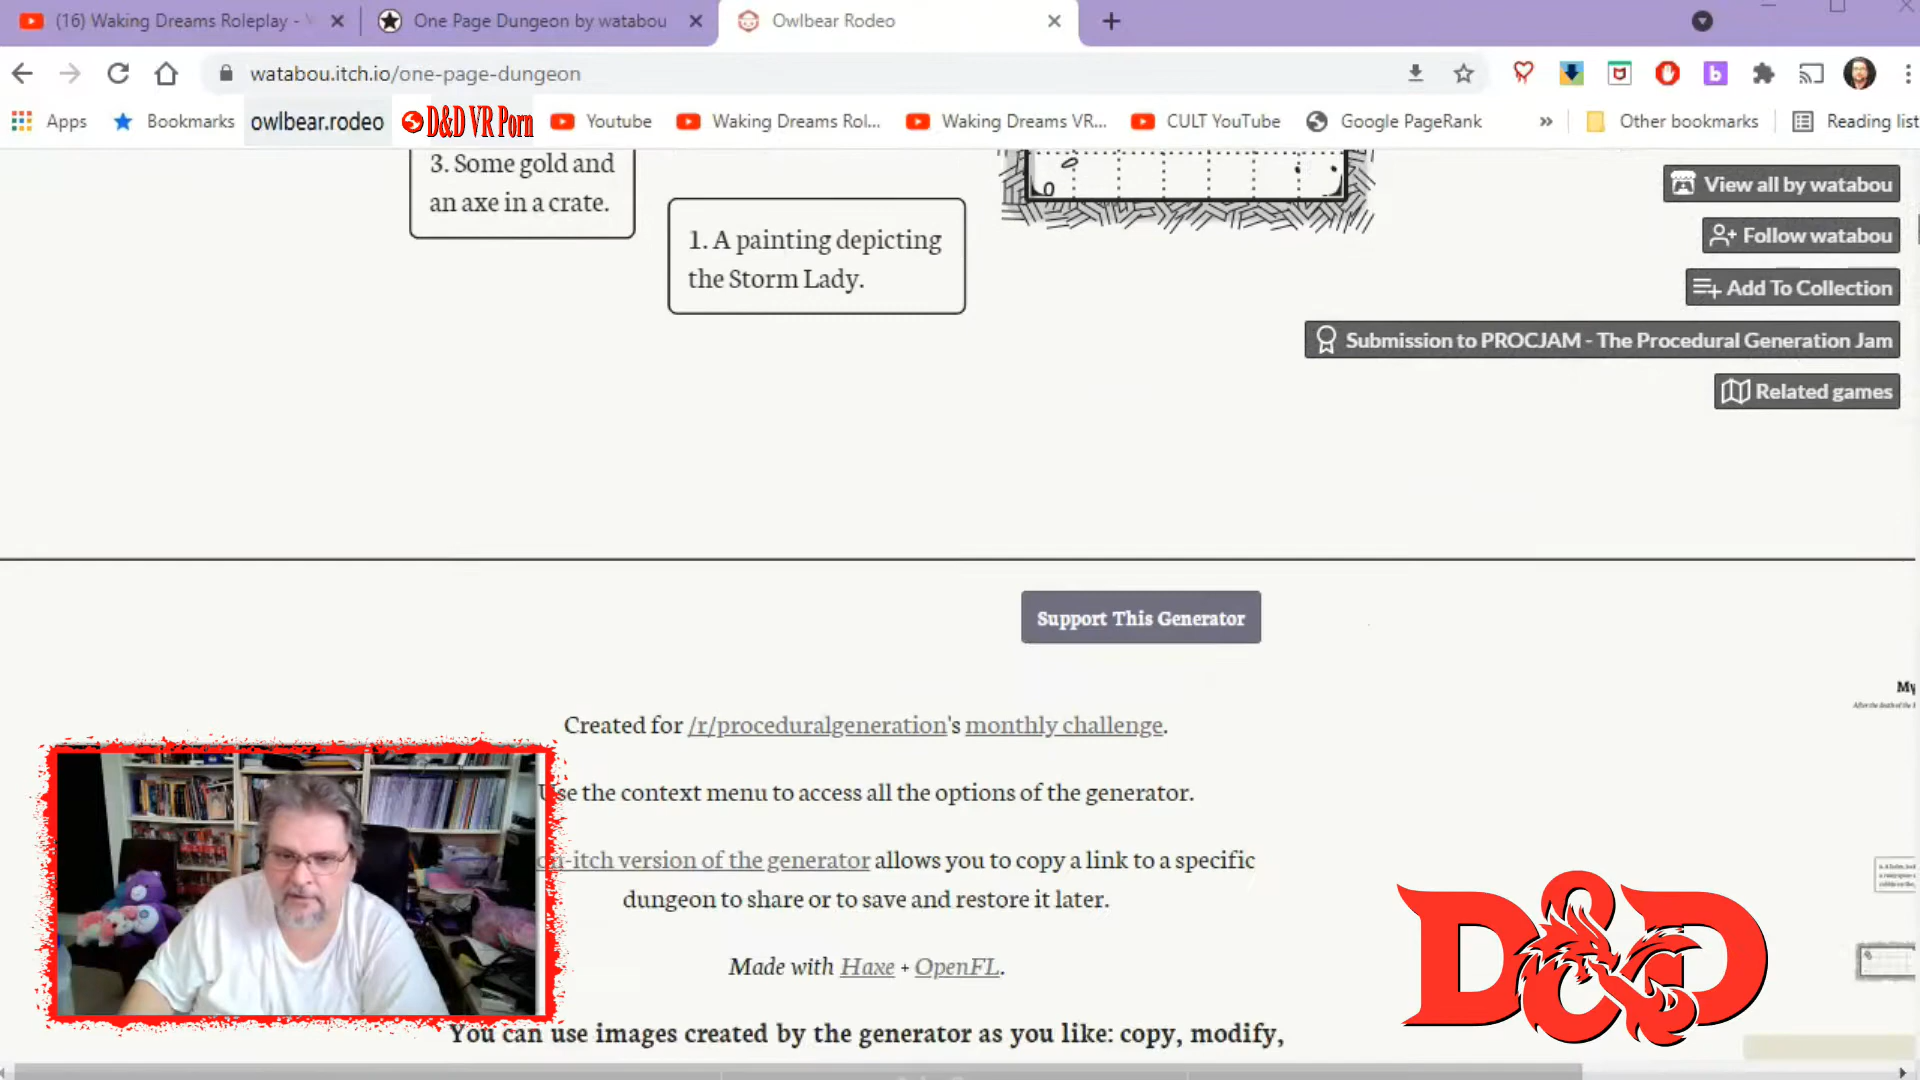 (16) Waking Dreams Roleplay -
One Page Dungeon by watabou
Owlbear Rodeo
watabou.itch.io/one-page-dungeon
Apps
Bookmarks
owlbear.rodeo
D&D VR Porn
Youtube
Waking Dreams Rol...
Waking Dreams VR...
CULT YouTube
Google PageRank
»
Other bookmarks
Reading list
3. Some gold and
an axe in a crate.
1. A painting depicting
the Storm Lady.
View all by watabou
Follow watabou
Add To Collection
Submission to PROCJAM - The Procedural Generation Jam
Related games
Support This Generator
My
Created for /r/proceduralgeneration's monthly challenge.
Use the context menu to access all the options of the generator.
on-itch version of the generator allows you to copy a link to a specific
dungeon to share or to save and restore it later.
Made with Haxe + OpenFL.
You can use images created by the generator as you like: copy, modify,
D&D